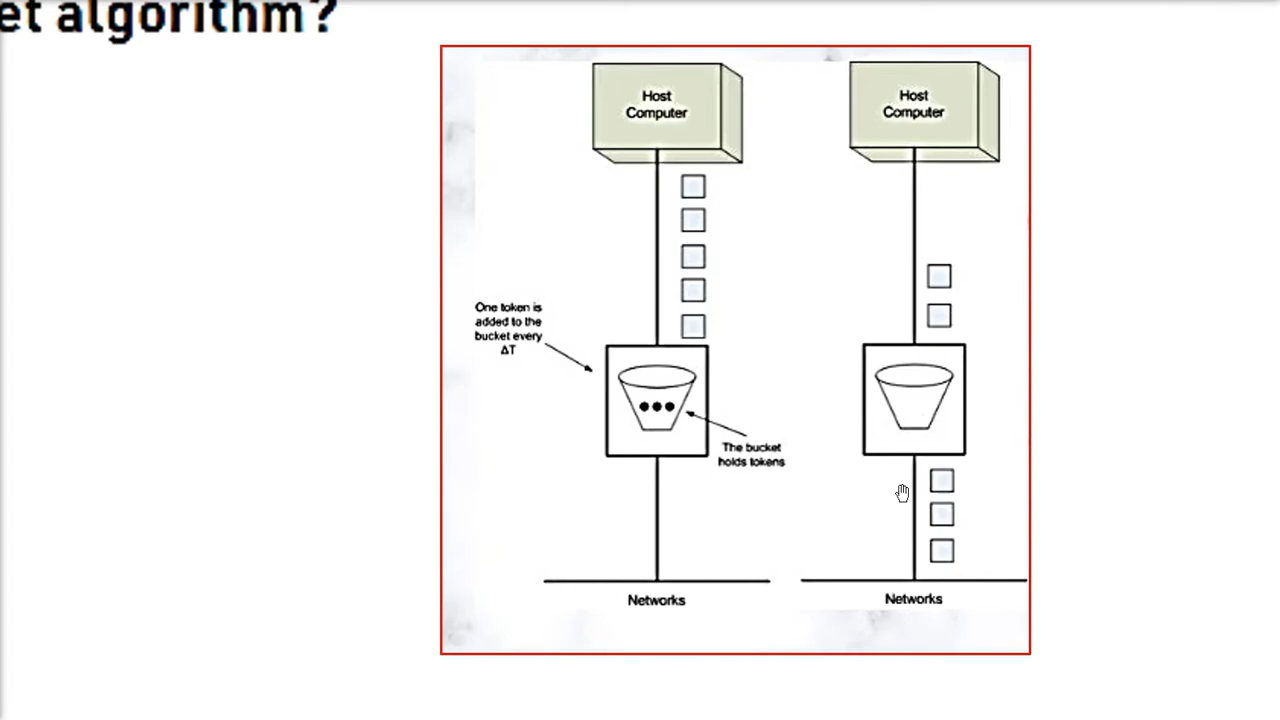 et algorithm?
Host
Computer
Host
Computer
One token is
added to the
bucket every
ΔT
The bucket
holds tokens
Networks
Networks